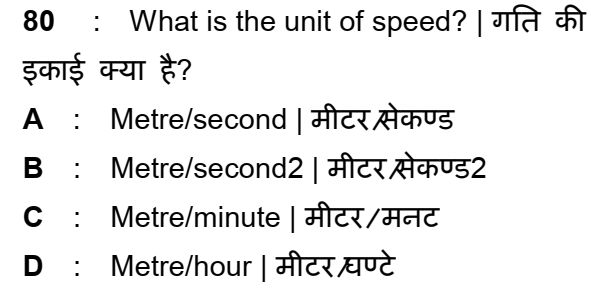 80 : What is the unit of speed? | गति की
इकाई क्या है?
A : Metre/second | मीटर/सेकण्ड
B : Metre/second2 | मीटर/सेकण्ड2
C : Metre/minute | मीटर/मनट
D : Metre/hour | मीटर/घण्टे